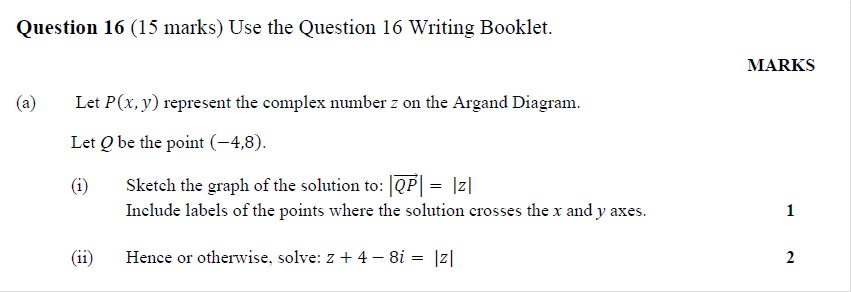 Question 16 (15 marks) Use the Question 16 Writing Booklet.
MARKS
(a) Let P(x, y) represent the complex number z on the Argand Diagram.
Let Q be the point (−4,8).
(i) Sketch the graph of the solution to: |\overrightarrow{QP}| = |z|
Include labels of the points where the solution crosses the x and y axes. 1
(ii) Hence or otherwise, solve: z + 4 − 8i = |z| 2